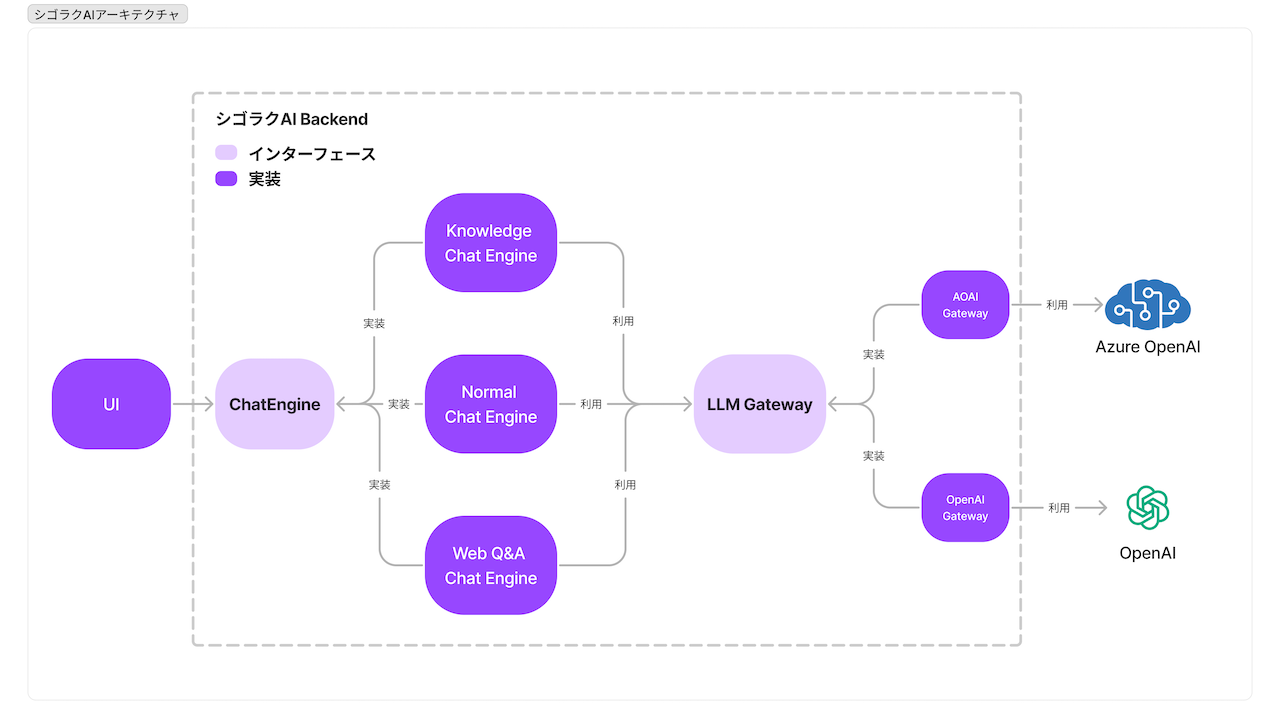 シゴラクAIアーキテクチャ
シゴラクAI Backend
インターフェース
実装
Knowledge
Chat Engine
実装
利用
AOAI
Gateway
利用
Azure OpenAI
実装
UI
ChatEngine
実装
Normal
Chat Engine
利用
LLM Gateway
実装
実装
利用
OpenAI
Gateway
利用
OpenAI
Web Q&A
Chat Engine